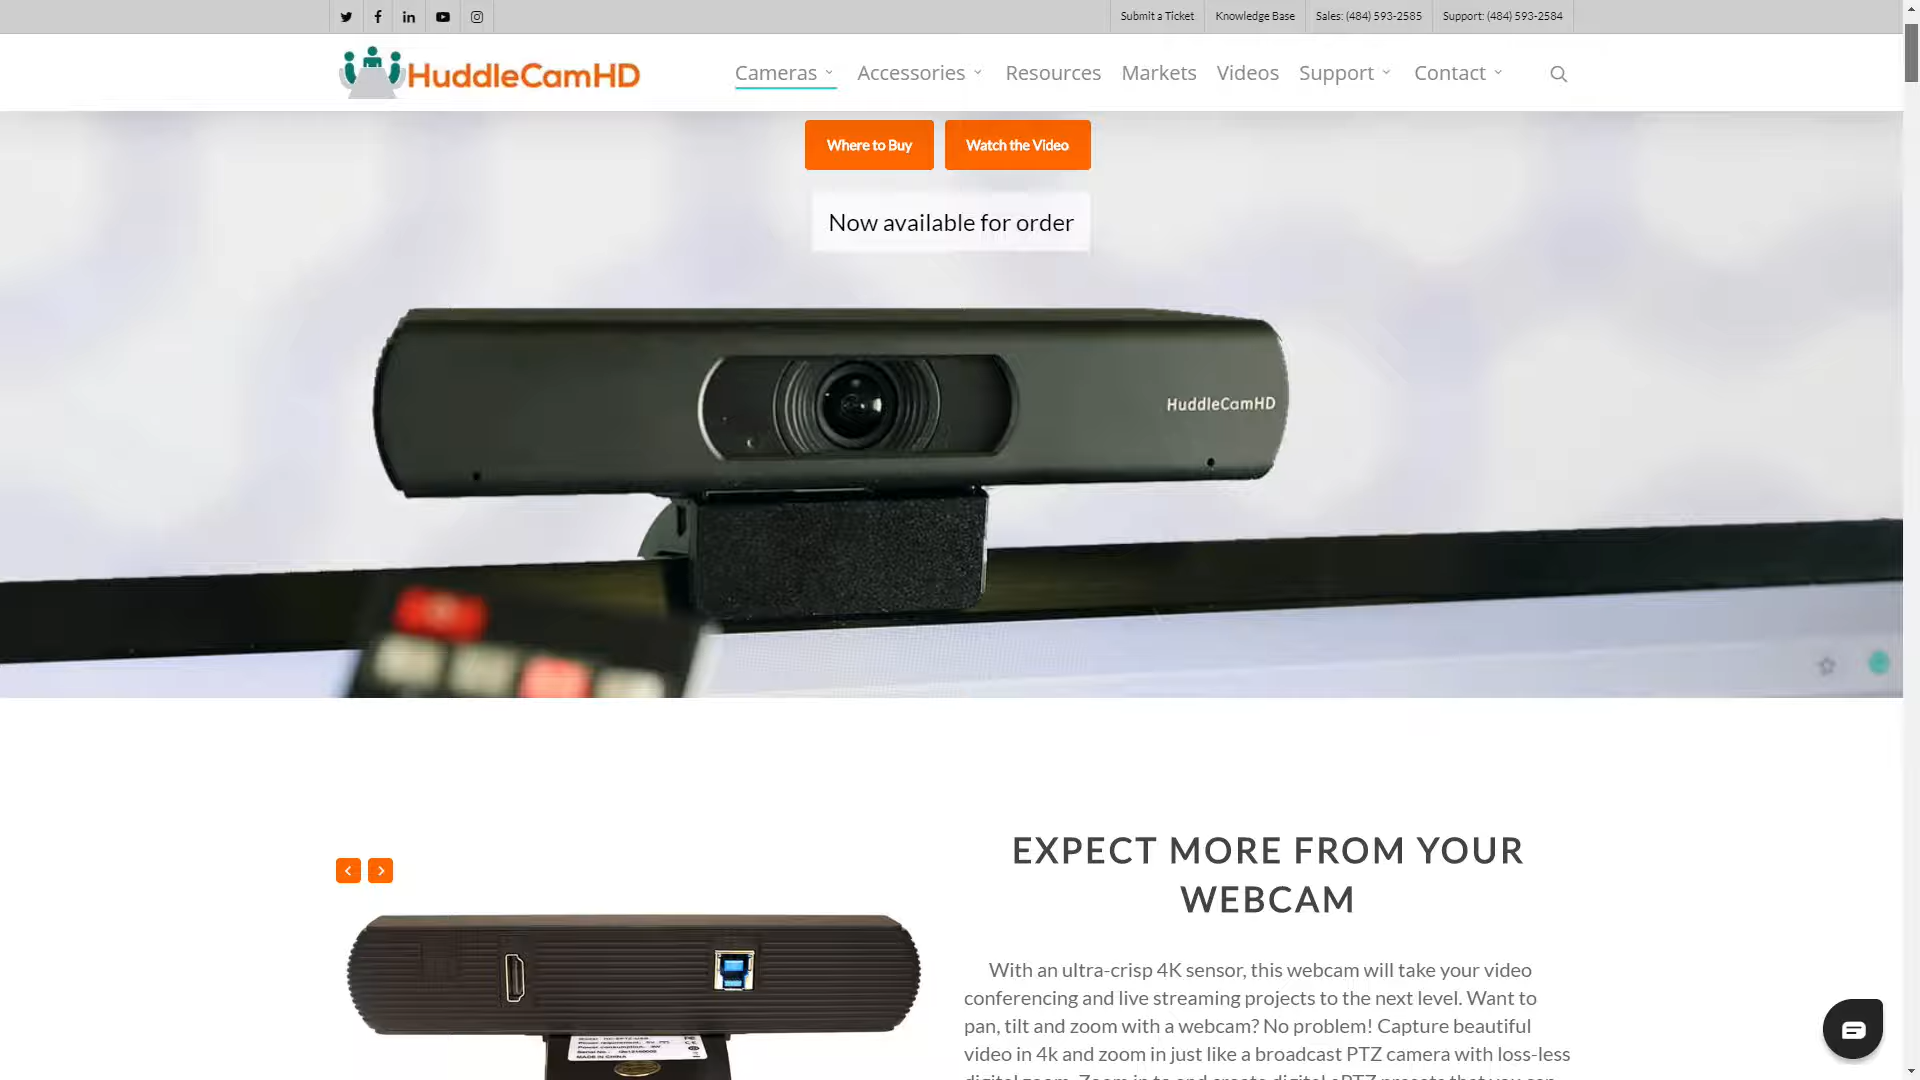 Submit a Ticket
Knowledge Base
Sales: (484) 593-2585
Support: (484) 593-2584
HuddleCamHD
Cameras
Accessories
Resources
Markets
Videos
Support
Contact
Where to Buy
Watch the Video
Now available for order
HuddleCamHD
EXPECT MORE FROM YOUR
WEBCAM
With an ultra-crisp 4K sensor, this webcam will take your video
conferencing and live streaming projects to the next level. Want to
pan, tilt and zoom with a webcam? No problem! Capture beautiful
video in 4k and zoom in just like a broadcast PTZ camera with loss-less
MADE IN CHINA